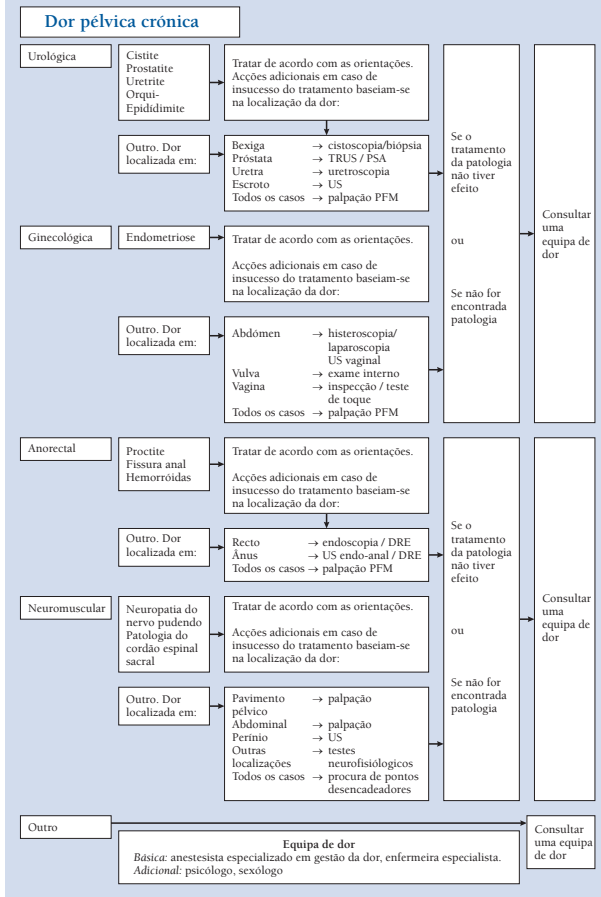 Dor pélvica crónica
Urológica
Cistite
Prostatite
Uretrite
Orqui-
Epididimite
Tratar de acordo com as orientações.
Acções adicionais em caso de
insucesso do tratamento baseiam-se
na localização da dor:
Outro. Dor
localizada em:
Bexiga → cistoscopia/biópsia
Próstata → TRUS / PSA
Uretra → uretroscopia
Escroto → US
Todos os casos → palpação PFM
Ginecológica
Endometriose
Tratar de acordo com as orientações.
Acções adicionais em caso de
insucesso do tratamento baseiam-se
na localização da dor:
Outro. Dor
localizada em:
Abdómen → histeroscopia/
laparoscopia
US vaginal
Vulva → exame interno
Vagina → inspecção / teste
de toque
Todos os casos → palpação PFM
Se o
tratamento
da patologia
não tiver
efeito
ou
Se não for
encontrada
patologia
Consultar
uma
equipa de
dor
Anorectal
Proctite
Fissura anal
Hemorróidas
Tratar de acordo com as orientações.
Acções adicionais em caso de
insucesso do tratamento baseiam-se
na localização da dor:
Outro. Dor
localizada em:
Recto → endoscopia / DRE
Ânus → US endo-anal / DRE
Todos os casos → palpação PFM
Neuromuscular
Neuropatia do
nervo pudendo
Patologia do
cordão espinal
sacral
Tratar de acordo com as orientações.
Acções adicionais em caso de
insucesso do tratamento baseiam-se
na localização da dor:
Outro. Dor
localizada em:
Pavimento → palpação
pélvico
Abdominal → palpação
Períneo → US
Outras → testes
localizações neurofisiológicos
Todos os casos → procura de pontos
desencadeadores
Se o
tratamento
da patologia
não tiver
efeito
ou
Se não for
encontrada
patologia
Consultar
uma
equipa de
dor
Outro
Consultar
uma equipa
de dor
Equipa de dor
Básica: anestesista especializado em gestão da dor, enfermeira especialista.
Adicional: psicólogo, sexólogo